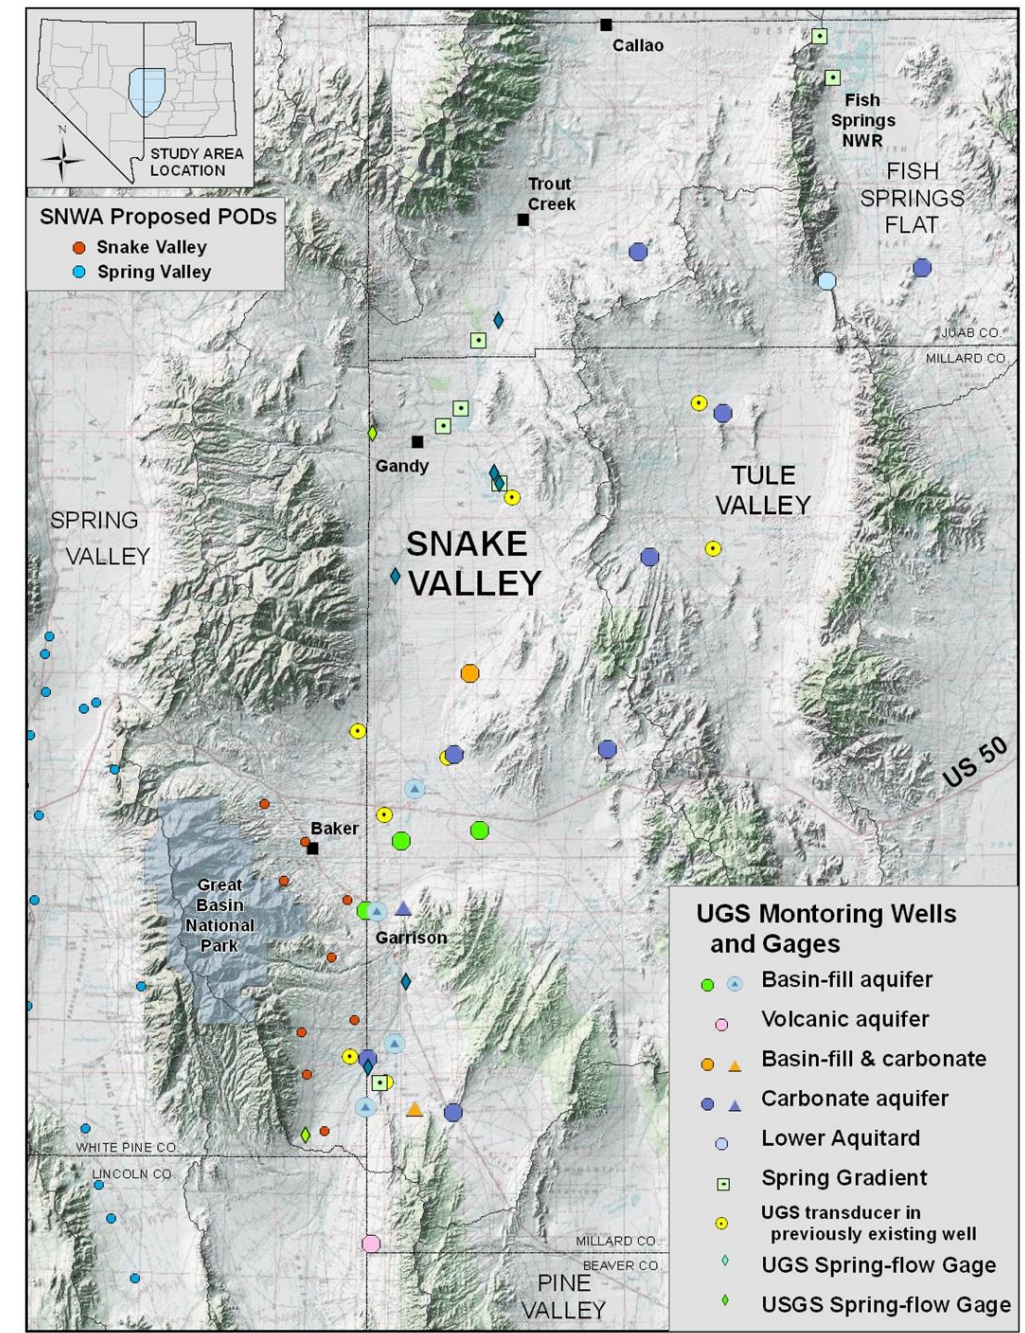 N
STUDY AREA
LOCATION
SNWA Proposed PODs
Snake Valley
Spring Valley
Callao
Fish
Springs
NWR
FISH
SPRINGS
FLAT
Trout
Creek
JUAB CO.
MILLARD CO.
Gandy
TULE
VALLEY
SPRING
VALLEY
SNAKE
VALLEY
US 50
Baker
Great
Basin
National
Park
Garrison
WHITE PINE CO.
LINCOLN CO.
MILLARD CO.
BEAVER CO.
PINE
VALLEY
UGS Montoring Wells
and Gages
Basin-fill aquifer
Volcanic aquifer
Basin-fill & carbonate
Carbonate aquifer
Lower Aquitard
Spring Gradient
UGS transducer in
previously existing well
UGS Spring-flow Gage
USGS Spring-flow Gage